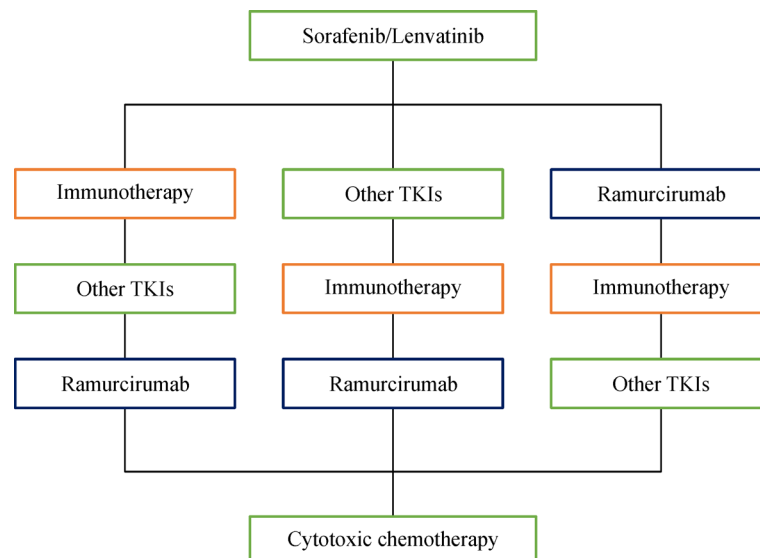 Sorafenib/Lenvatinib
Immunotherapy
Other TKIs
Ramurcirumab
Other TKIs
Immunotherapy
Immunotherapy
Ramurcirumab
Ramurcirumab
Other TKIs
Cytotoxic chemotherapy